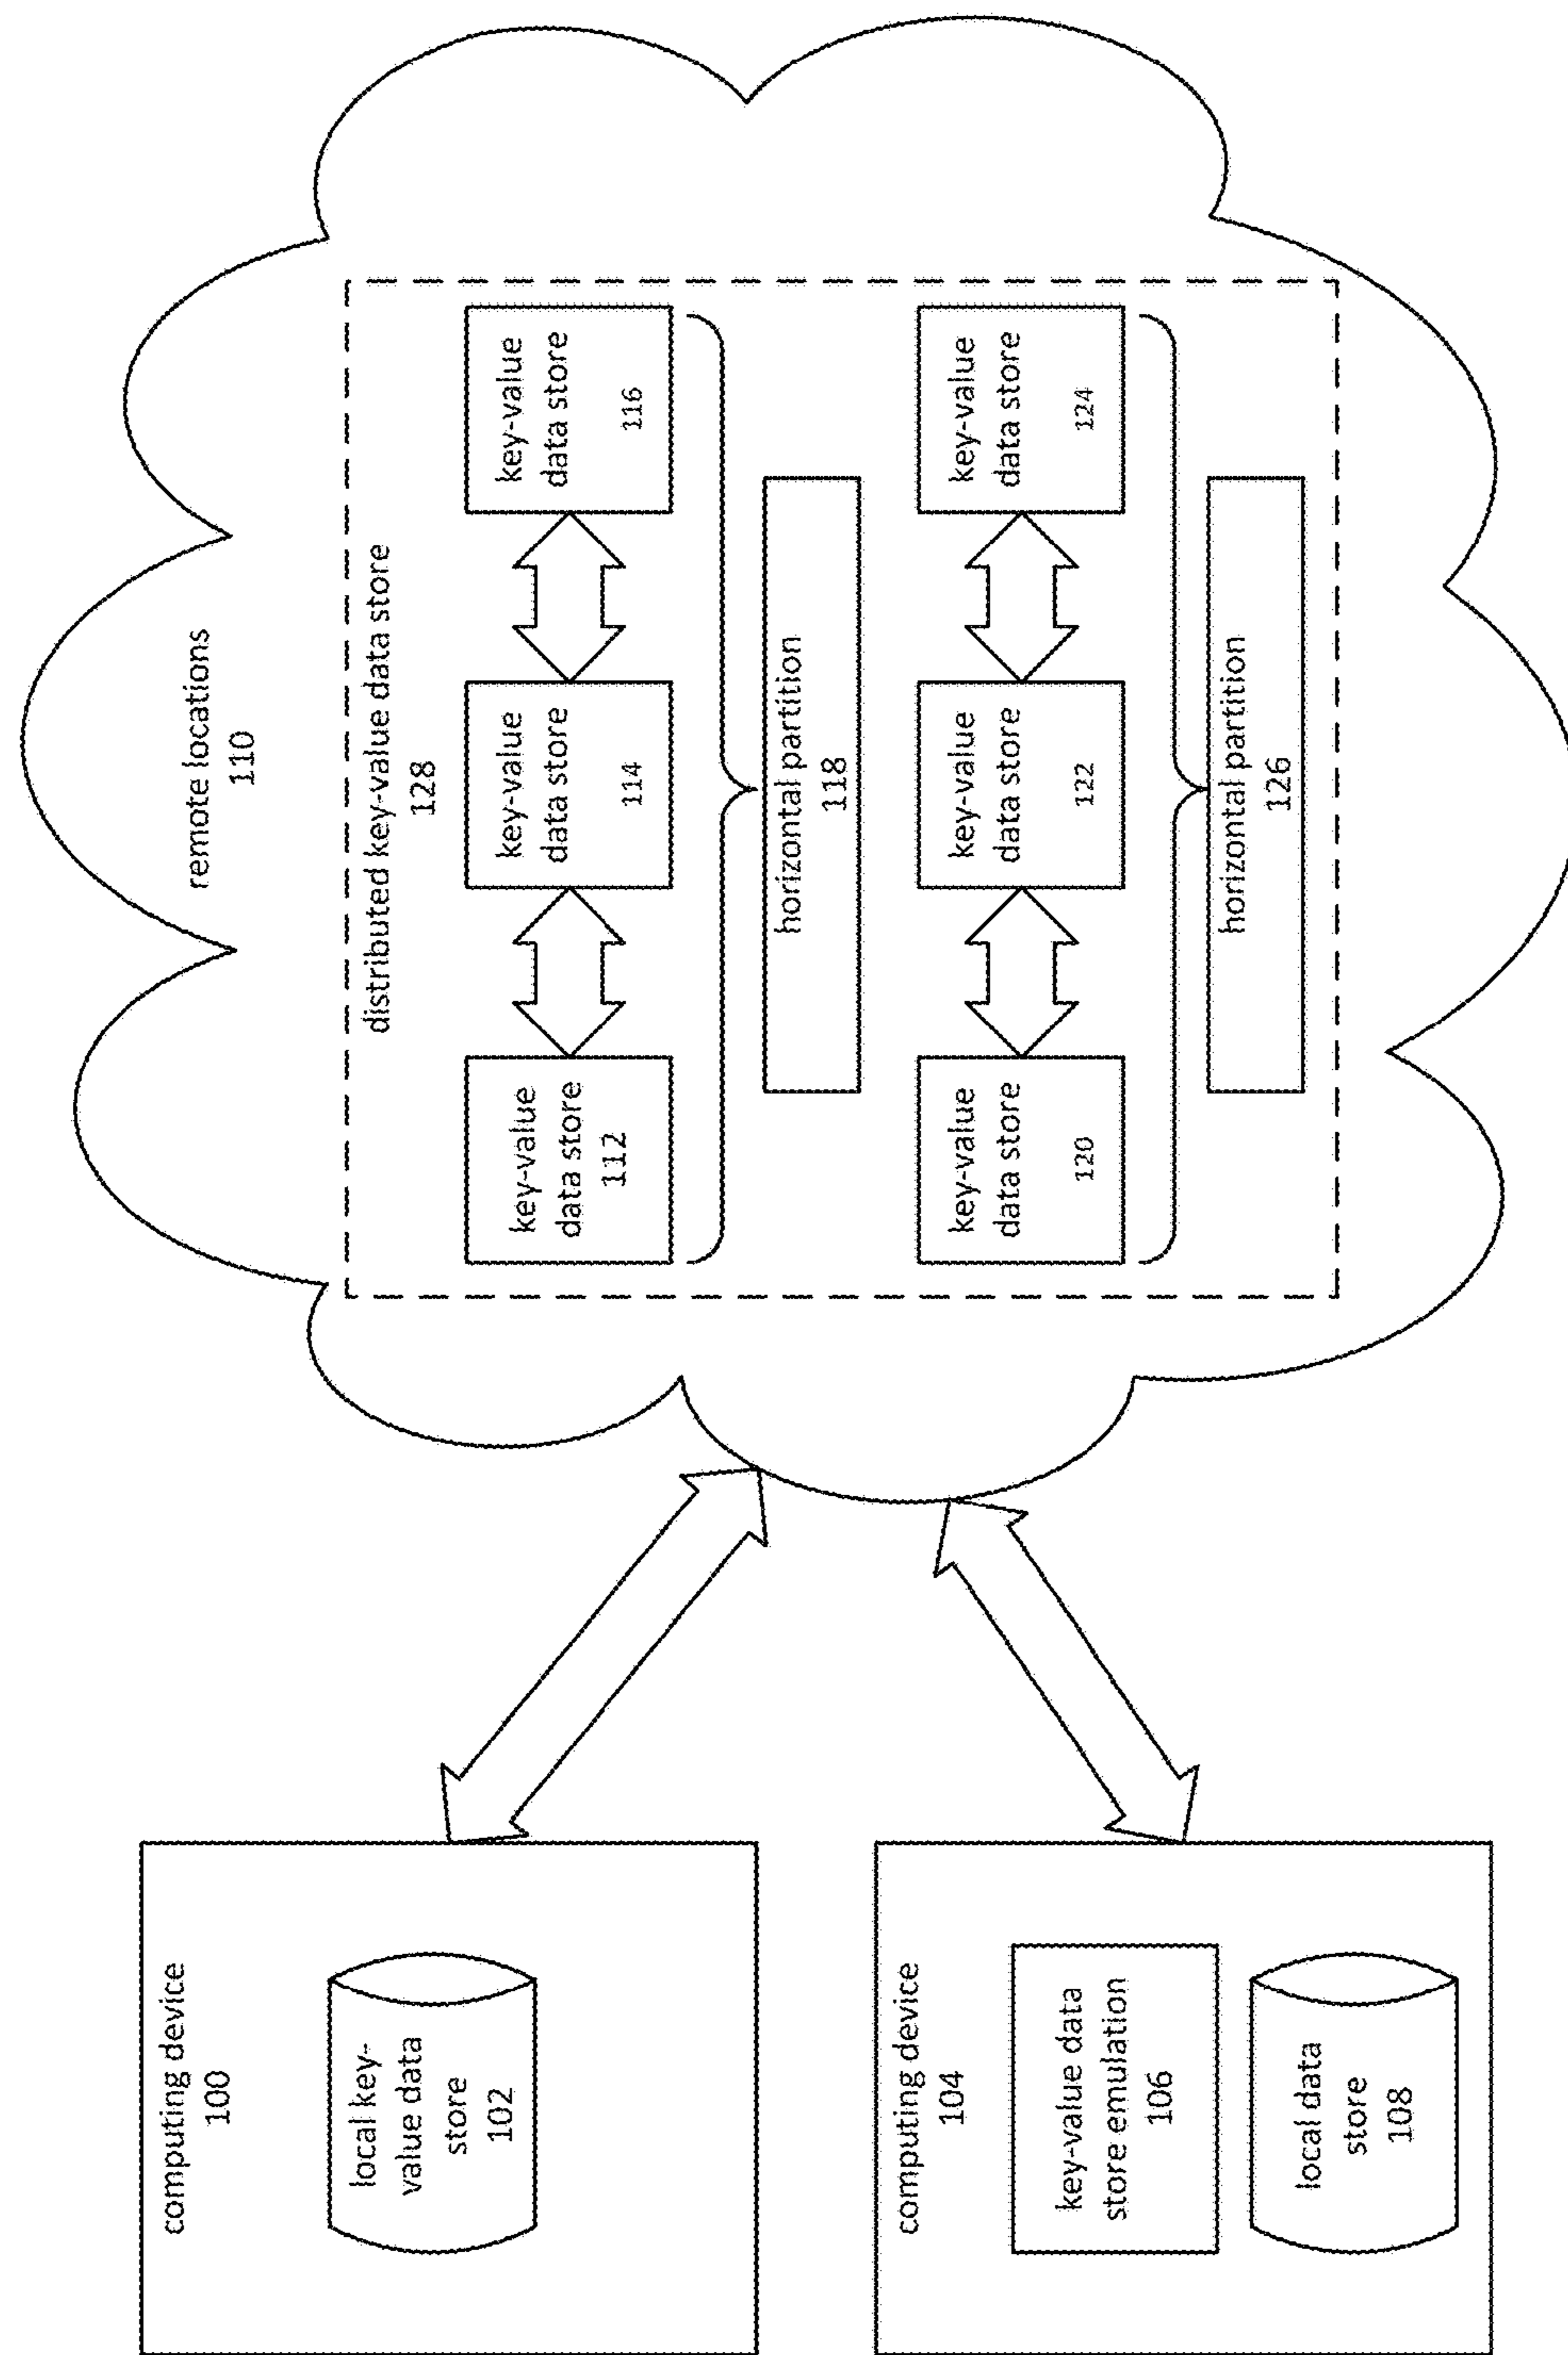 computing device
100
local key-
value data
store
102
computing device
104
key-value data
store emulation
106
local data
store
108
remote locations
110
distributed key-value data store
128
key-value
data store
112
key-value
data store
114
key-value
data store
116
horizontal partition
118
key-value
data store
120
key-value
data store
122
key-value
data store
124
horizontal partition
126